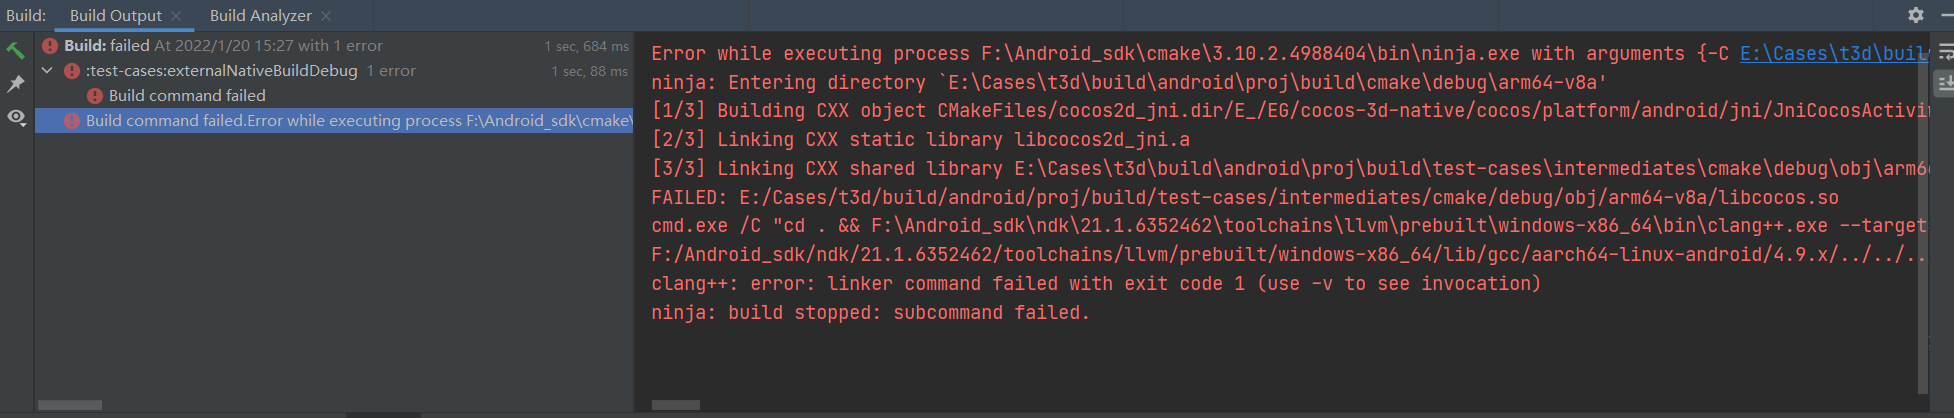 Build: Build Output Build Analyzer
Build: failed At 2022/1/20 15:27 with 1 error 1 sec, 684 ms
:test-cases:externalNativeBuildDebug 1 error 1 sec, 88 ms
Build command failed
Build command failed.Error while executing process F:\Android_sdk\cmake\
Error while executing process F:\Android_sdk\cmake\3.10.2.4988404\bin\ninja.exe with arguments {-C E:\Cases\t3d\buil
ninja: Entering directory `E:\Cases\t3d\build\android\proj\build\cmake\debug\arm64-v8a'
[1/3] Building CXX object CMakeFiles/cocos2d_jni.dir/E_/EG/cocos-3d-native/cocos/platform/android/jni/JniCocosActivi
[2/3] Linking CXX static library libcocos2d_jni.a
[3/3] Linking CXX shared library E:\Cases\t3d\build\android\proj\build\test-cases\intermediates\cmake\debug\obj\arm6
FAILED: E:/Cases/t3d/build/android/proj/build/test-cases/intermediates/cmake/debug/obj/arm64-v8a/libcocos.so
cmd.exe /C "cd . && F:\Android_sdk\ndk\21.1.6352462\toolchains\llvm\prebuilt\windows-x86_64\bin\clang++.exe --target
F:/Android_sdk/ndk/21.1.6352462/toolchains/llvm/prebuilt/windows-x86_64/lib/gcc/aarch64-linux-android/4.9.x/../../..
clang++: error: linker command failed with exit code 1 (use -v to see invocation)
ninja: build stopped: subcommand failed.